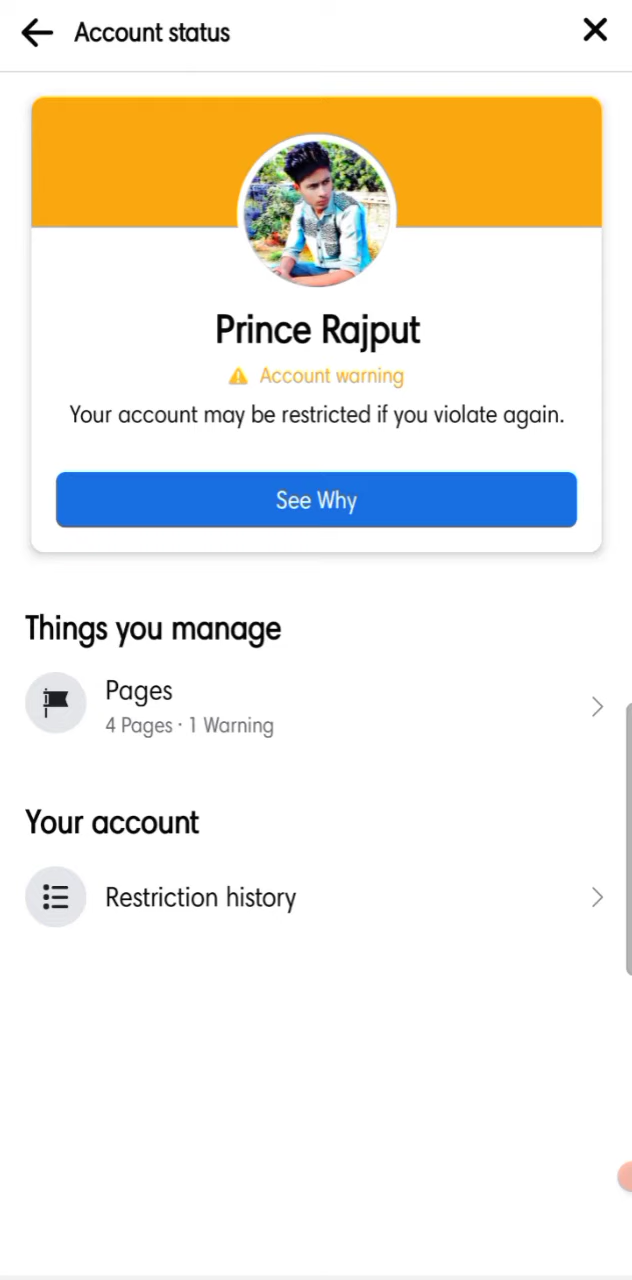 Account status
Prince Rajput
Account warning
Your account may be restricted if you violate again.
See Why
Things you manage
Pages
4 Pages · 1 Warning
Your account
Restriction history